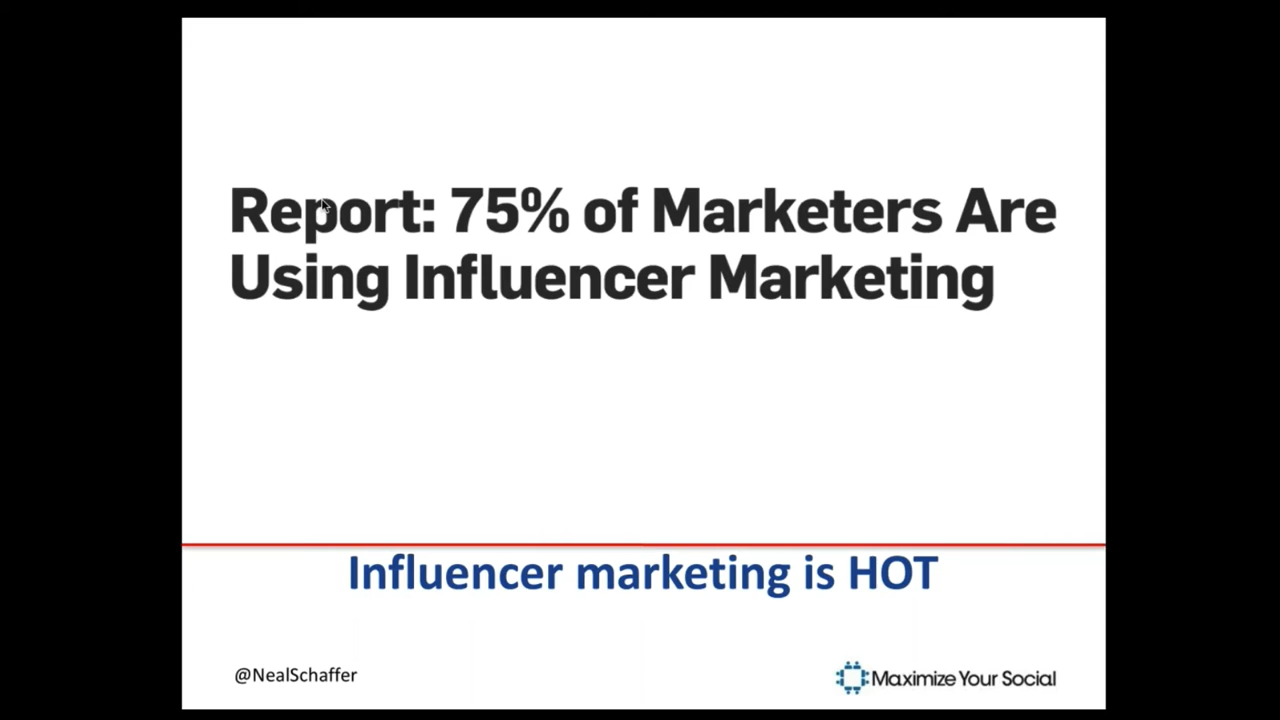 Report: 75% of Marketers Are
Using Influencer Marketing
Influencer marketing is HOT
@NealSchaffer
Maximize Your Social